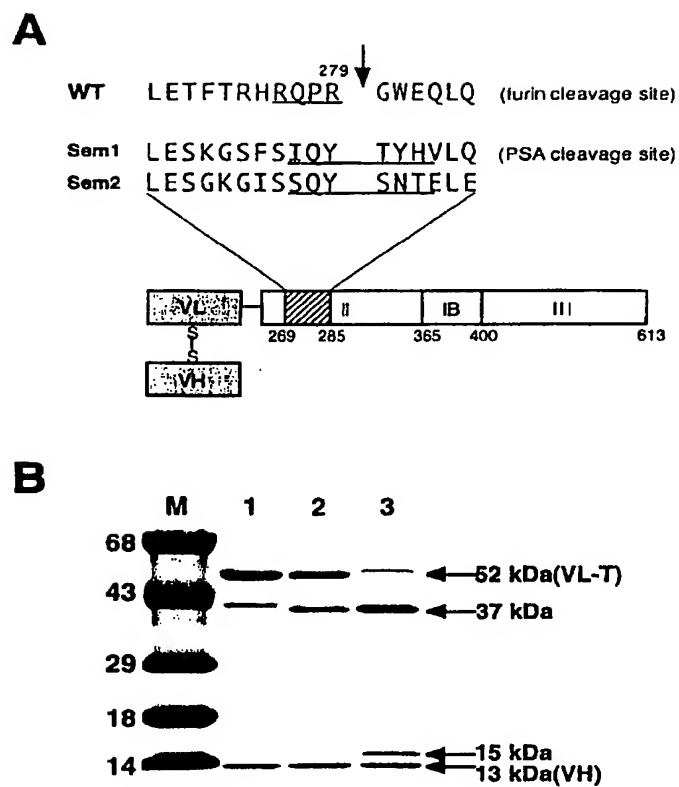 A
279
WT LETFTRHRQPR GWEQLQ (furin cleavage site)
Sem1 LESKGSFSIQY TYHVLQ (PSA cleavage site)
Sem2 LESGKGISSQY SNTELE
VL II IB III
269 285 365 400 613
S
S
VH
B
M 1 2 3
68
52 kDa(VL-T)
43
37 kDa
29
18
15 kDa
14
13 kDa(VH)